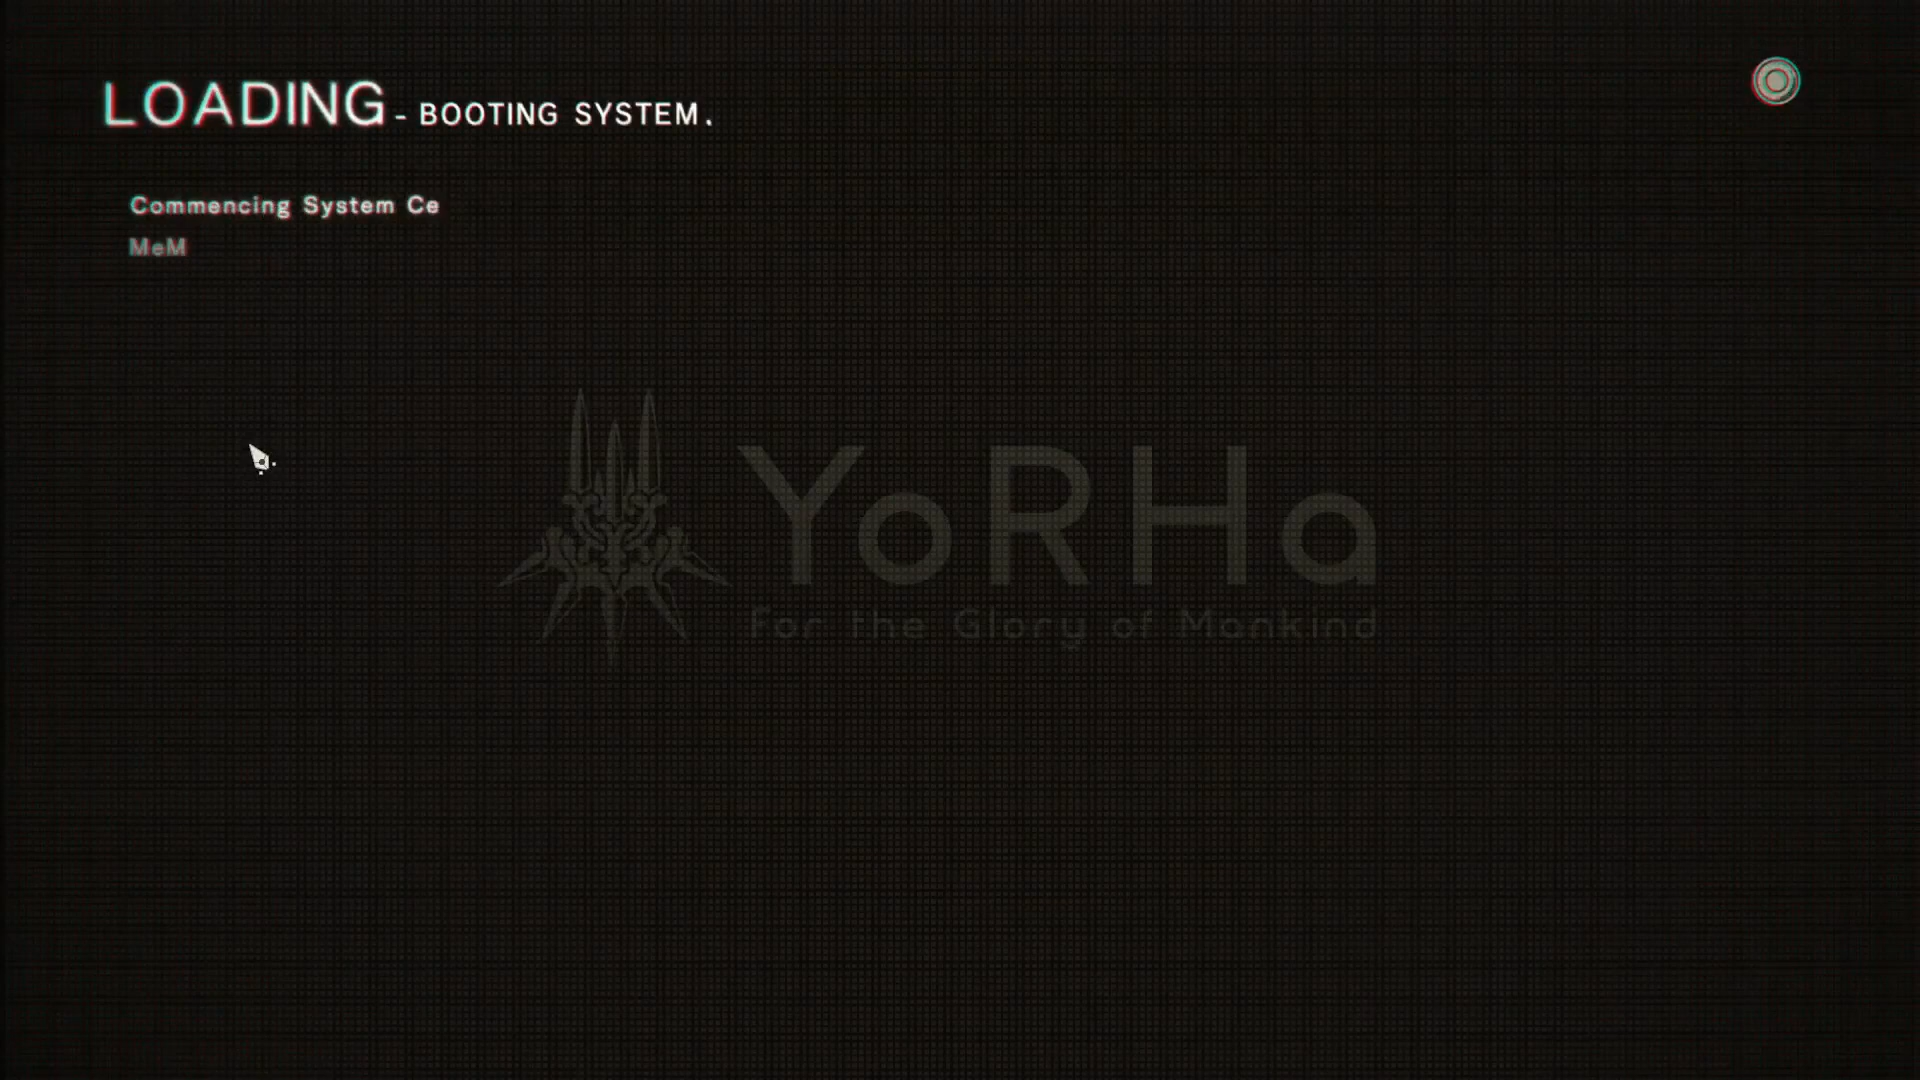 LOADING - BOOTING SYSTEM.
Commencing System Ce
MeM
YoRHa
For the Glory of Mankind